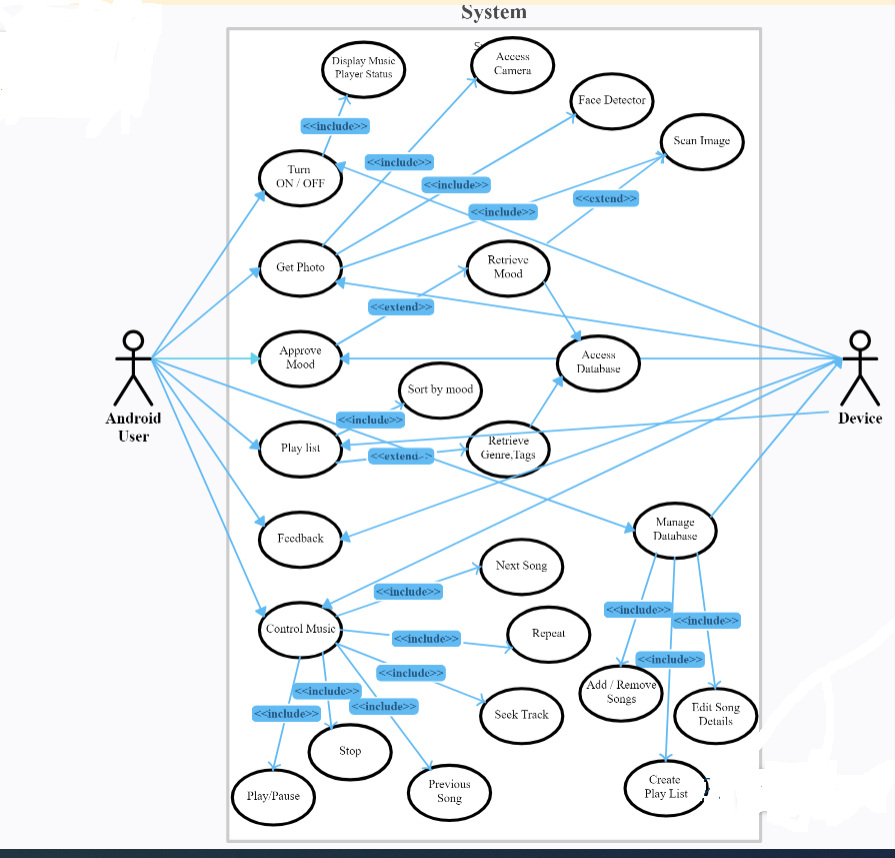 System
Display Music
Player Status
Access
Camera
Face Detector
<<include>>
Scan Image
<<include>>
Turn
ON / OFF
<<include>>
<<extend>>
<<include>>
Get Photo
Retrieve
Mood
<<extend>>
Approve
Mood
Access
Database
Sort by mood
Android
User
Device
<<include>>
Play list
<<extend>>
Retrieve
Genre,Tags
Feedback
Manage
Database
Next Song
<<include>>
<<include>>
<<include>>
Control Music
<<include>>
Repeat
<<include>>
<<include>>
Add / Remove
Songs
<<include>>
<<include>>
<<include>>
Seek Track
Edit Song
Details
Stop
Play/Pause
Previous
Song
Create
Play List